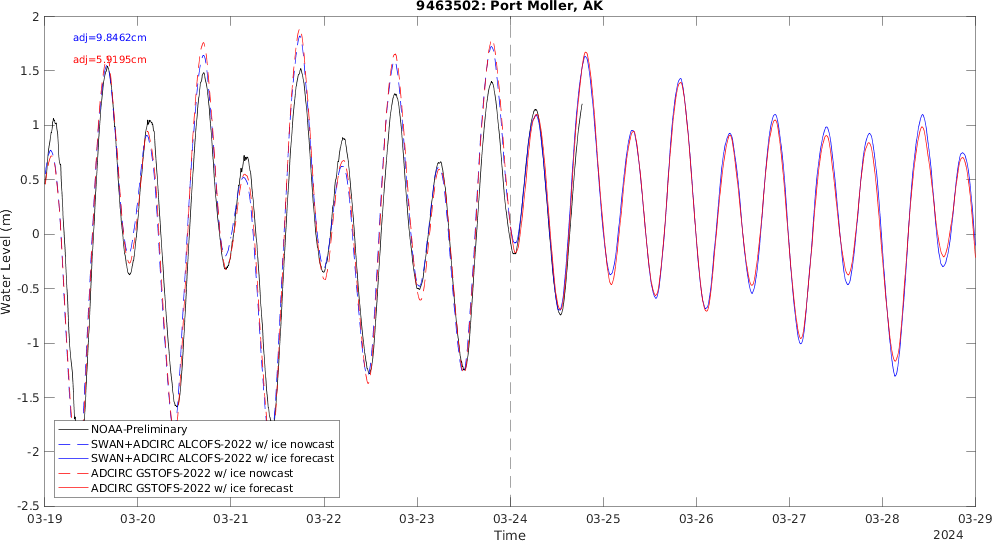 9463502: Port Moller, AK
adj=9.8462cm
adj=5.9195cm
2
1.5
1
0.5
0
-0.5
-1
-1.5
-2
-2.5
Water Level (m)
NOAA-Preliminary
SWAN+ADCIRC ALCOFS-2022 w/ ice nowcast
SWAN+ADCIRC ALCOFS-2022 w/ ice forecast
ADCIRC GSTOFS-2022 w/ ice nowcast
ADCIRC GSTOFS-2022 w/ ice forecast
03-19 03-20 03-21 03-22 03-23 03-24 03-25 03-26 03-27 03-28 03-29
Time
2024